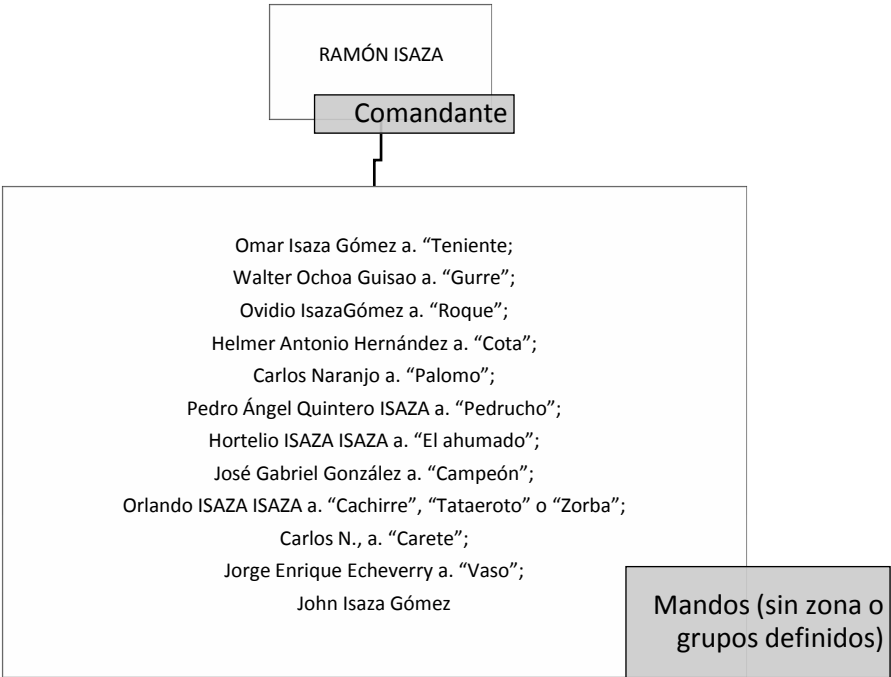 RAMÓN ISAZA
Comandante
Omar Isaza Gómez a. “Teniente;
Walter Ochoa Guisao a. “Gurre”;
Ovidio IsazaGómez a. “Roque”;
Helmer Antonio Hernández a. “Cota”;
Carlos Naranjo a. “Palomo”;
Pedro Ángel Quintero ISAZA a. “Pedrucho”;
Hortelio ISAZA ISAZA a. “El ahumado”;
José Gabriel González a. “Campeón”;
Orlando ISAZA ISAZA a. “Cachirre”, “Tataeroto” o “Zorba”;
Carlos N., a. “Carete”;
Jorge Enrique Echeverry a. “Vaso”;
John Isaza Gómez
Mandos (sin zona o
grupos definidos)